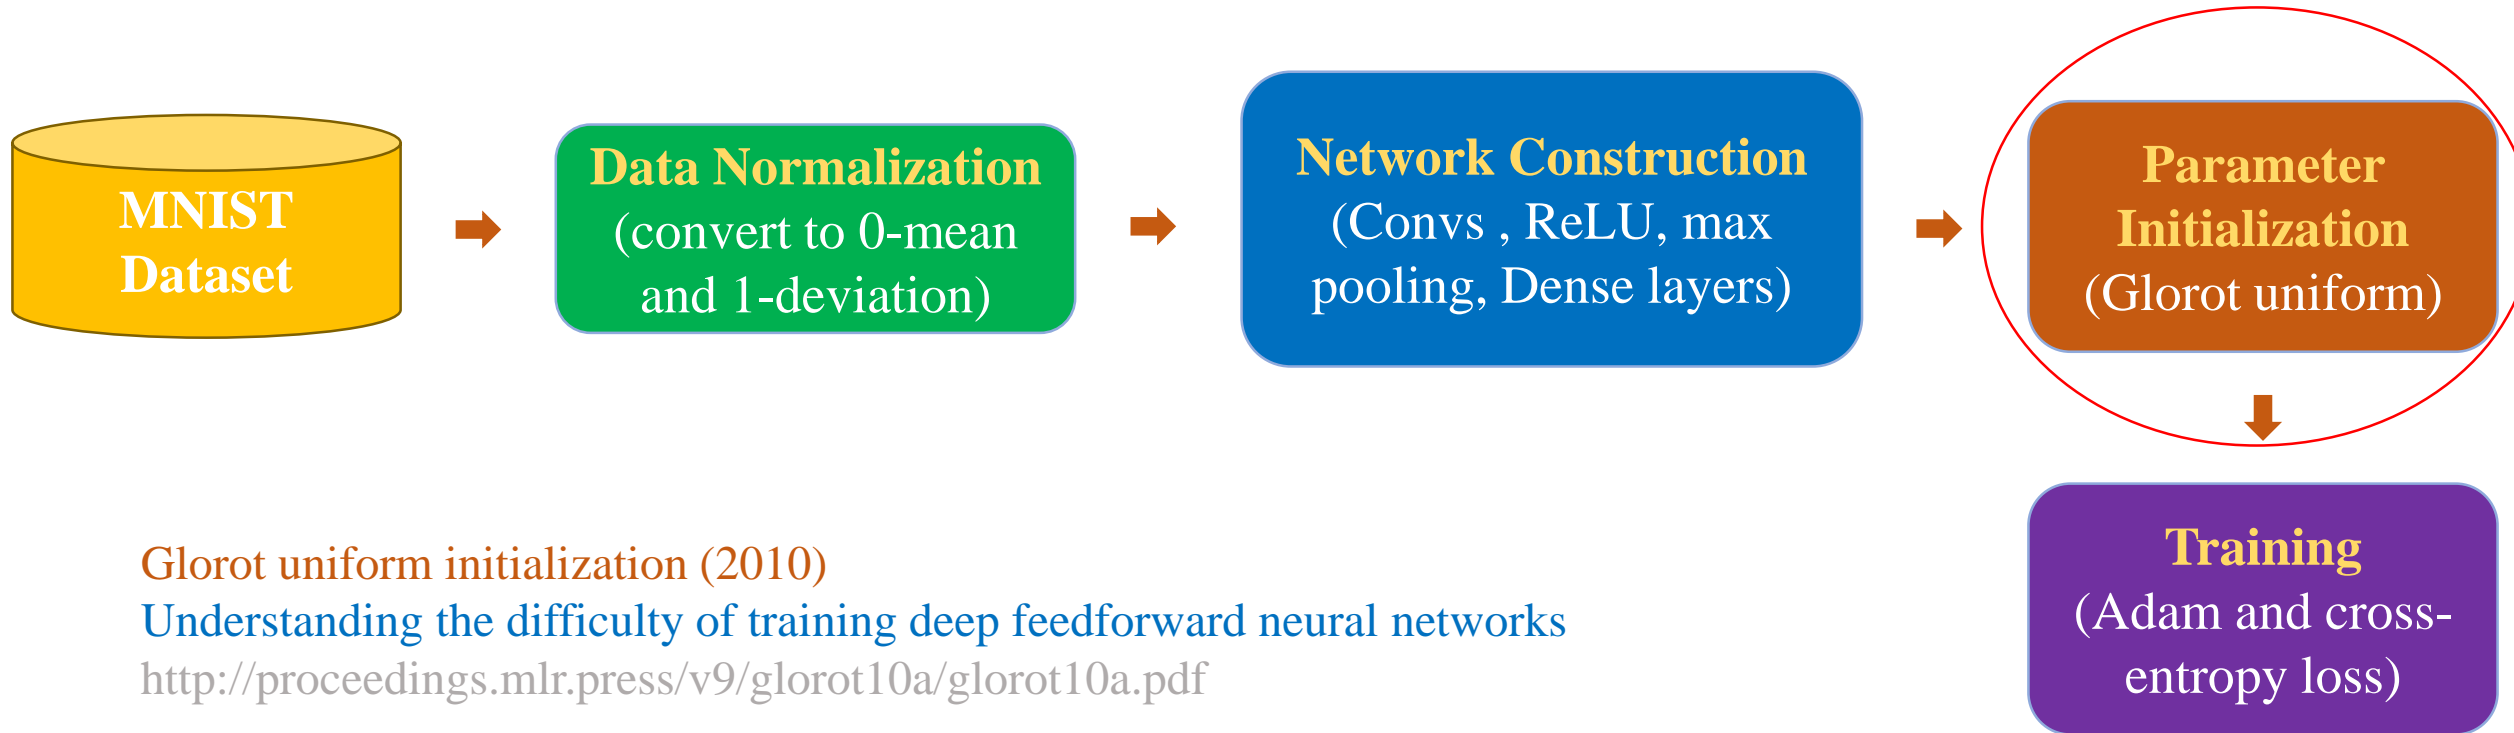 MNIST
Dataset
Data Normalization
(convert to 0-mean
and 1-deviation)
Network Construction
(Convs , ReLU, max
pooling, Dense layers)
Parameter
Initialization
(Glorot uniform)
Training
(Adam and cross-
entropy loss)
Glorot uniform initialization (2010)
Understanding the difficulty of training deep feedforward neural networks
http://proceedings.mlr.press/v9/glorot10a/glorot10a.pdf